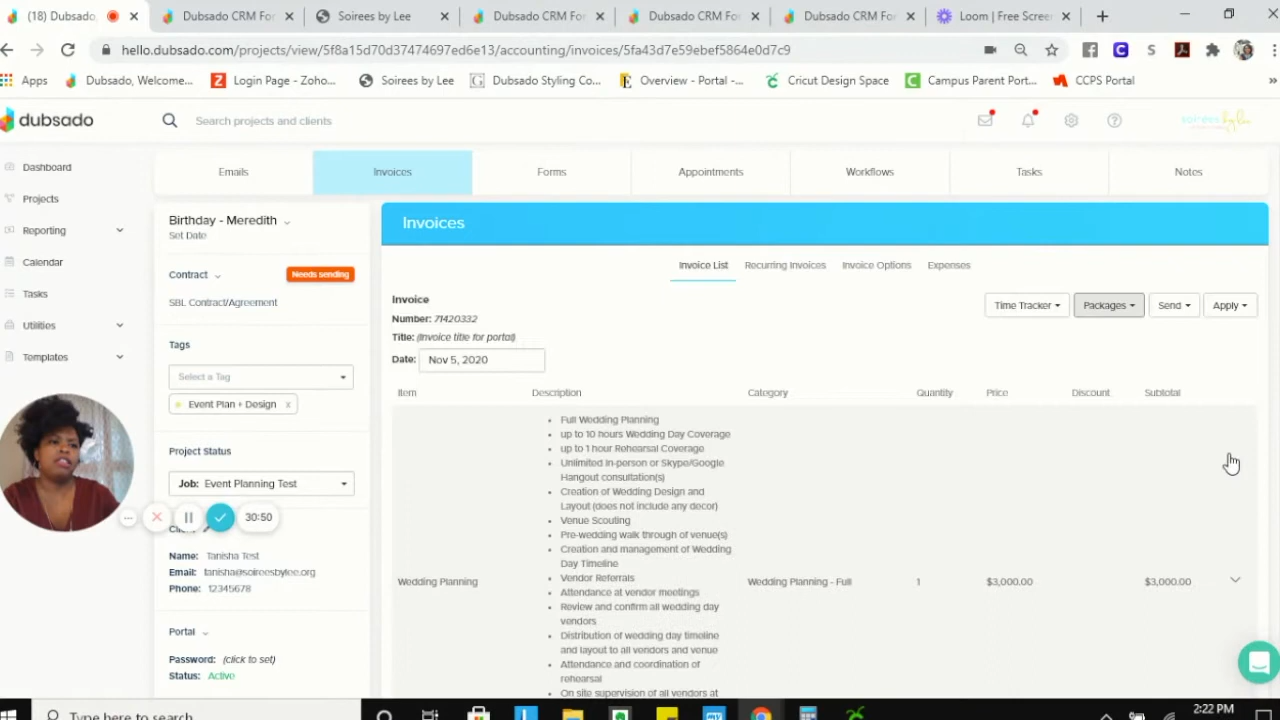 (18) Dubsado,
Dubsado CRM For
Soirees by Lee
Dubsado CRM For
Dubsado CRM For
Dubsado CRM For
Loom | Free Screen
hello.dubsado.com/projects/view/5f8a15d70d37474697ed6e13/accounting/invoices/5fa43d7e59ebef5864e0d7c9
Apps
Dubsado, Welcome...
Login Page - Zoho...
Soirees by Lee
Dubsado Styling Co...
Overview - Portal -...
Cricut Design Space
Campus Parent Port...
CCPS Portal
dubsado
Search projects and clients
Dashboard
Projects
Reporting
Calendar
Tasks
Utilities
Templates
Emails
Invoices
Forms
Appointments
Workflows
Tasks
Notes
Birthday - Meredith
Set Date
Contract
Needs sending
SBL Contract/Agreement
Tags
Select a Tag
Event Plan + Design x
Project Status
Job: Event Planning Test
30:50
Name: Tanisha Test
Email: tanisha@soireesbylee.org
Phone: 12345678
Portal
Password: (click to set)
Status: Active
Invoices
Invoice List
Recurring Invoices
Invoice Options
Expenses
Invoice
Number: 71420332
Title: (Invoice title for portal)
Date: Nov 5, 2020
Time Tracker
Packages
Send
Apply
Item
Description
Category
Quantity
Price
Discount
Subtotal
Wedding Planning
Full Wedding Planning
up to 10 hours Wedding Day Coverage
up to 1 hour Rehearsal Coverage
Unlimited in-person or Skype/Google
Hangout consultation(s)
Creation of Wedding Design and
Layout (does not include any decor)
Venue Scouting
Pre-wedding walk through of venue(s)
Creation and management of Wedding
Day Timeline
Vendor Referrals
Attendance at vendor meetings
Review and confirm all wedding day
vendors
Distribution of wedding day timeline
and layout to all vendors and venue
Attendance and coordination of
rehearsal
On site supervision of all vendors at
Wedding Planning - Full
1
$3,000.00
$3,000.00
Type here to search
2:22 PM